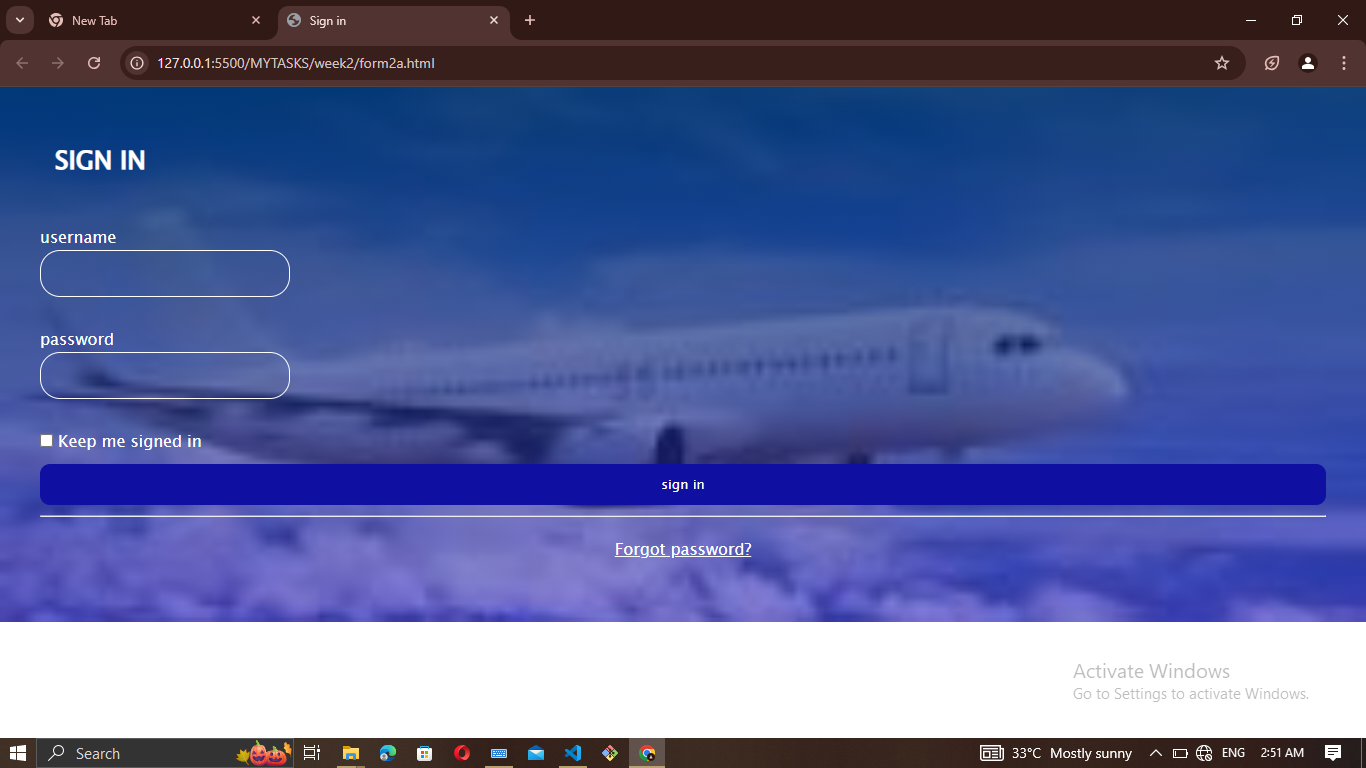 New Tab
Sign in
127.0.0.1:5500/MYTASKS/week2/form2a.html
SIGN IN
username
password
Keep me signed in
sign in
Forgot password?
Activate Windows
Go to Settings to activate Windows.
Search
33°C Mostly sunny
ENG
2:51 AM